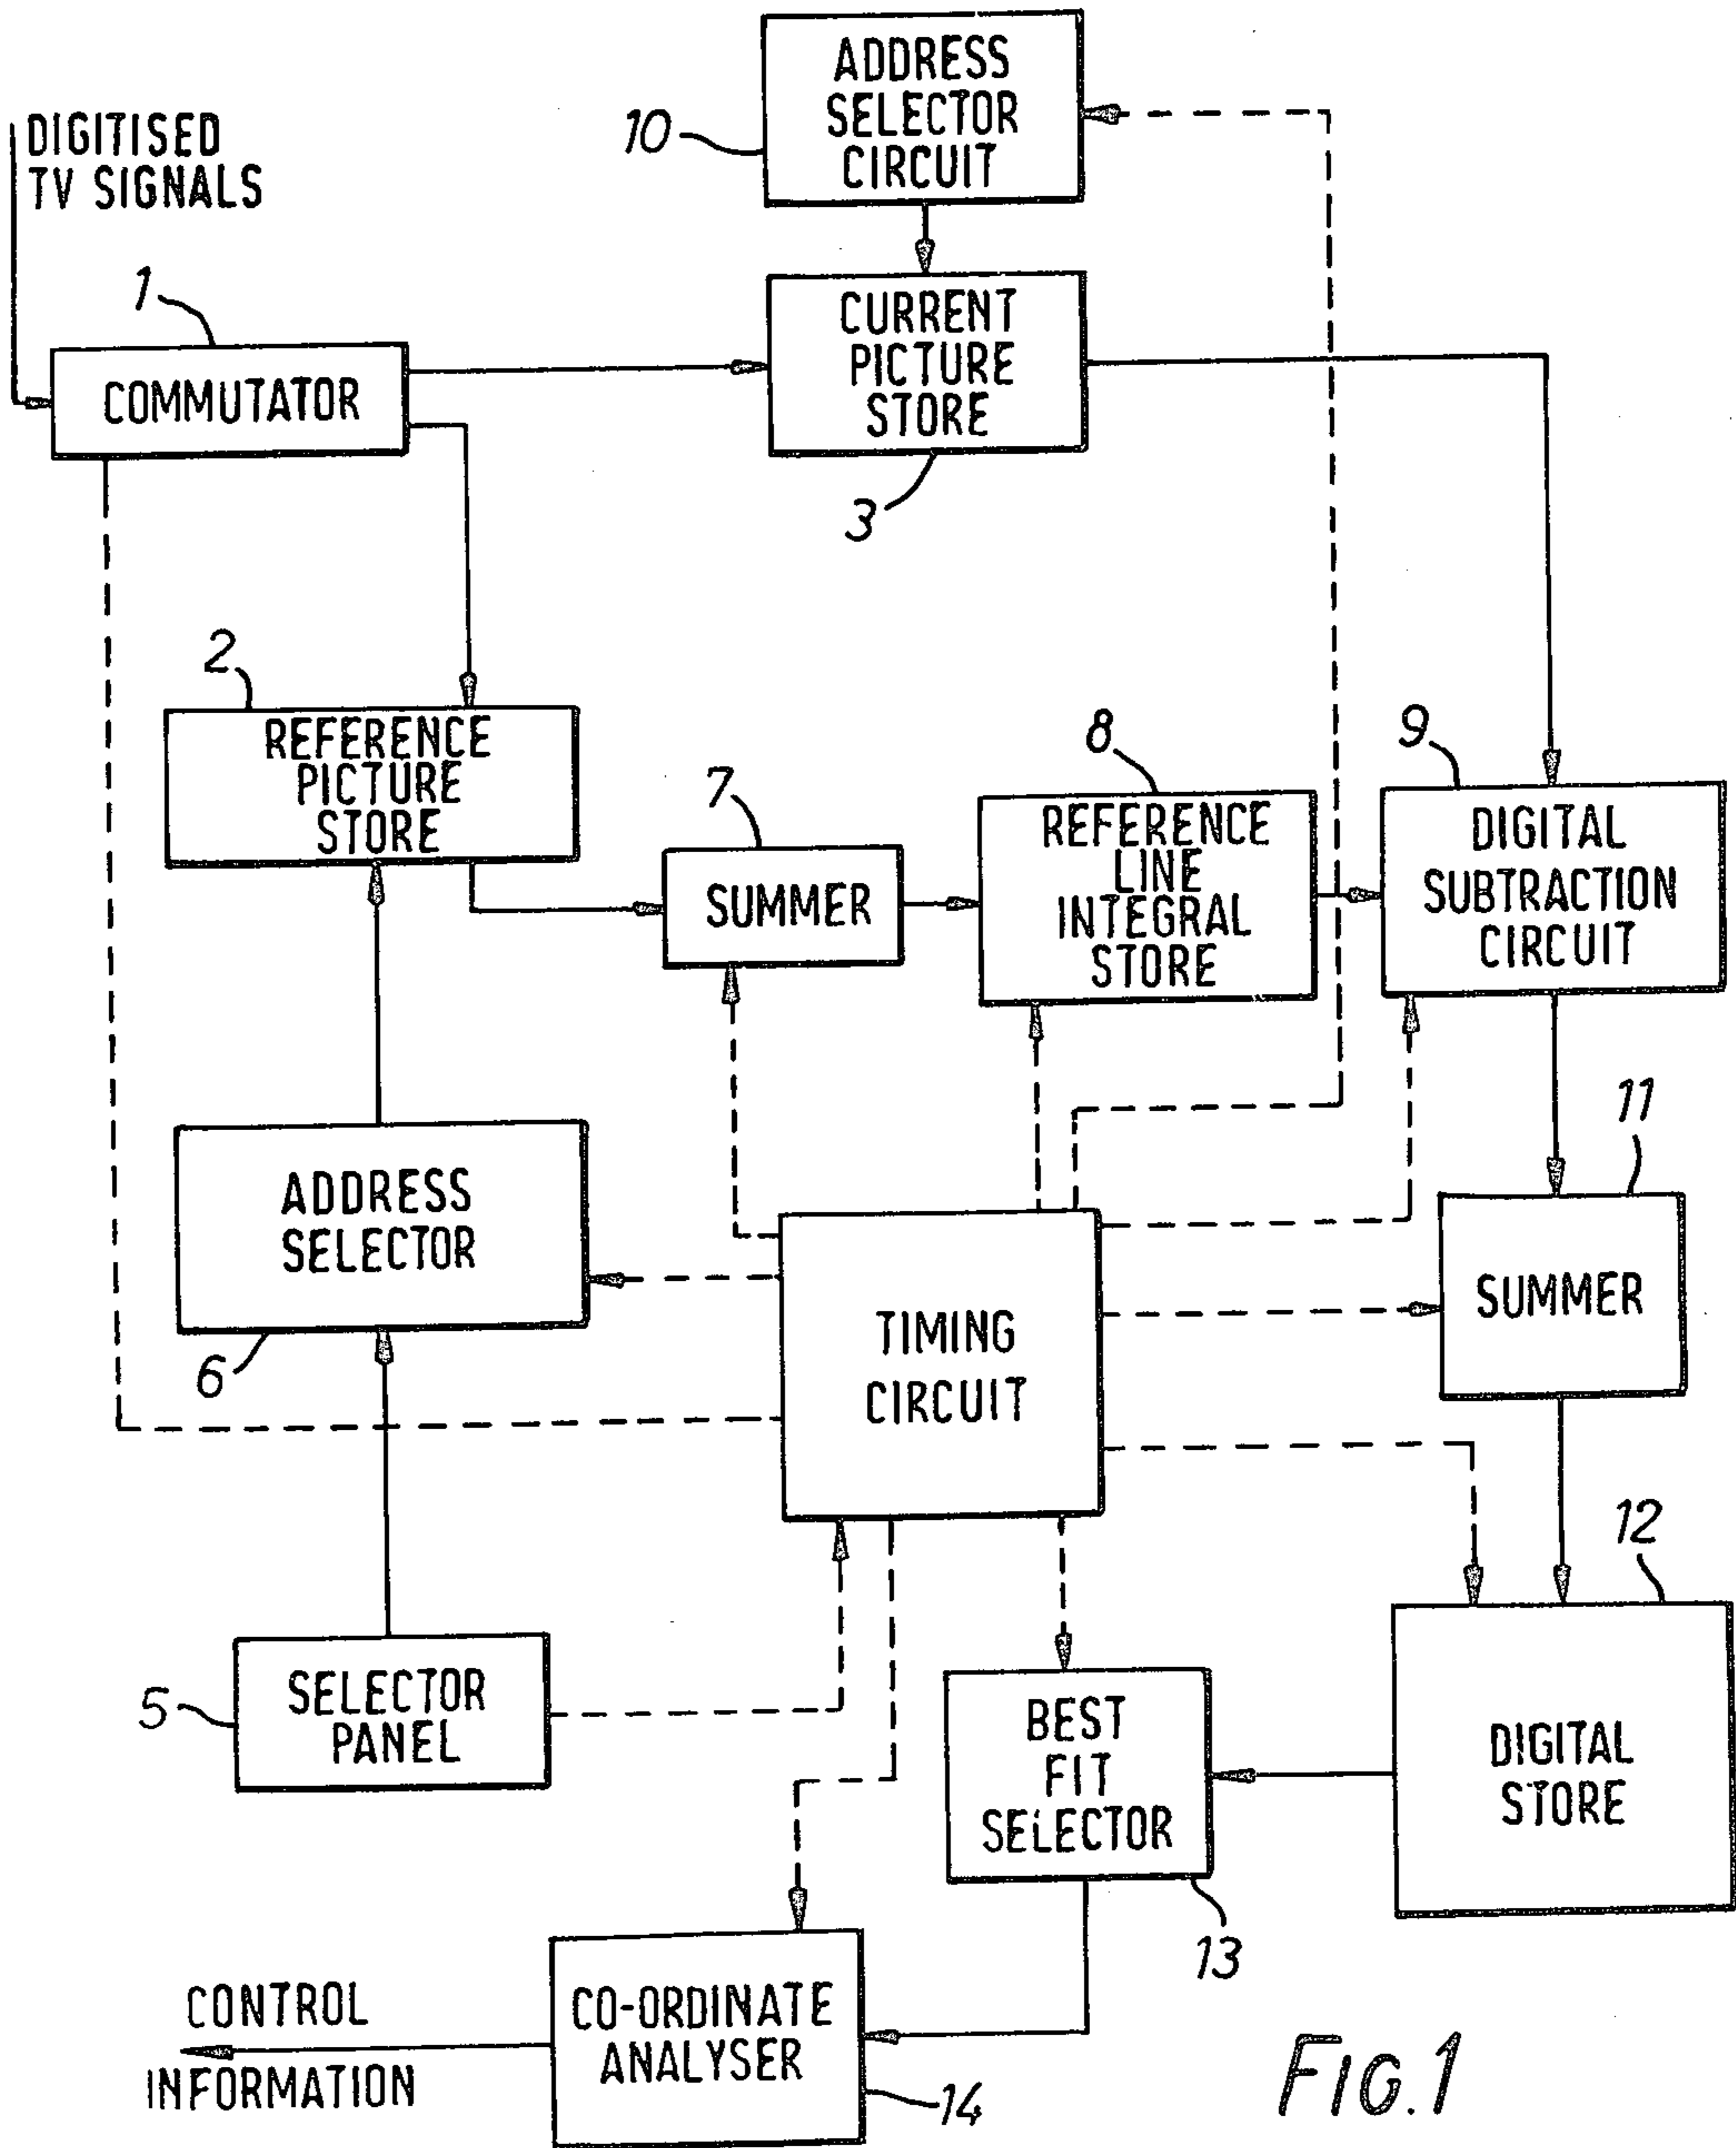 ADDRESS
SELECTOR
CIRCUIT
10
DIGITISED
TV SIGNALS
1
COMMUTATOR
CURRENT
PICTURE
STORE
3
2
REFERENCE
PICTURE
STORE
7
SUMMER
8
REFERENCE
LINE
INTEGRAL
STORE
9
DIGITAL
SUBTRACTION
CIRCUIT
ADDRESS
SELECTOR
6
TIMING
CIRCUIT
11
SUMMER
12
DIGITAL
STORE
5
SELECTOR
PANEL
BEST
FIT
SELECTOR
13
CONTROL
INFORMATION
CO-ORDINATE
ANALYSER
14
FIG.1